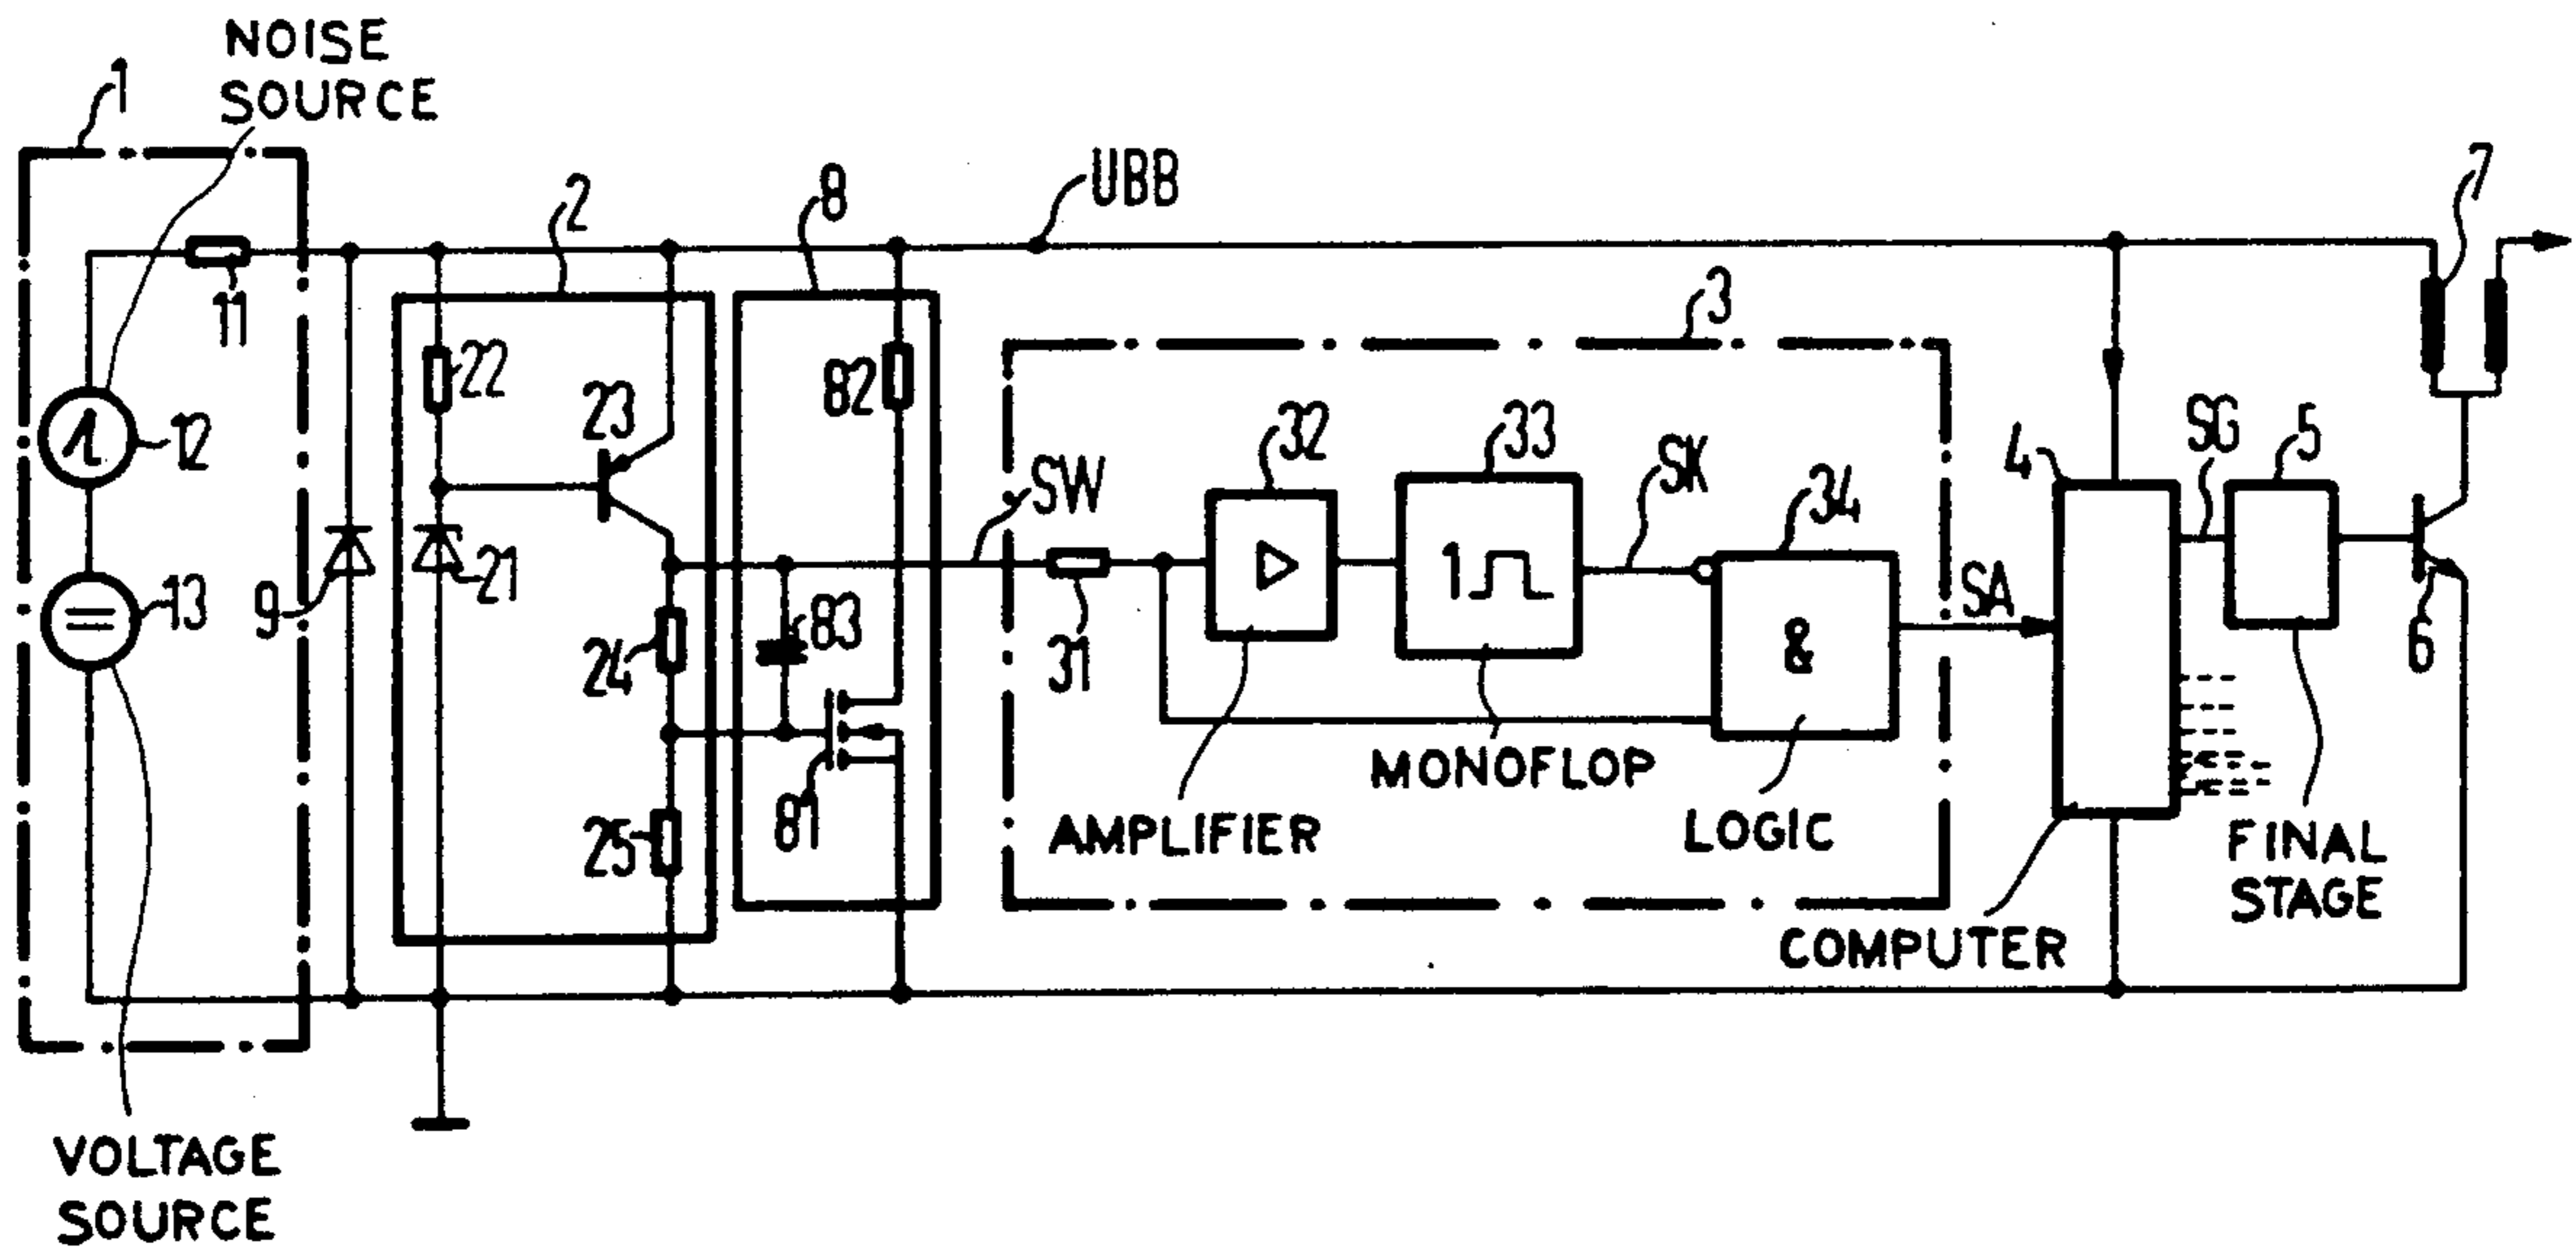 NOISE
SOURCE
1
2
8
UBB
7
11
3
22
82
23
12
32
33
SK
34
4
SG
5
SW
13
9
21
24
83
31
1
&
SA
6
81
25
MONOFLOP
AMPLIFIER
LOGIC
FINAL
STAGE
COMPUTER
VOLTAGE
SOURCE